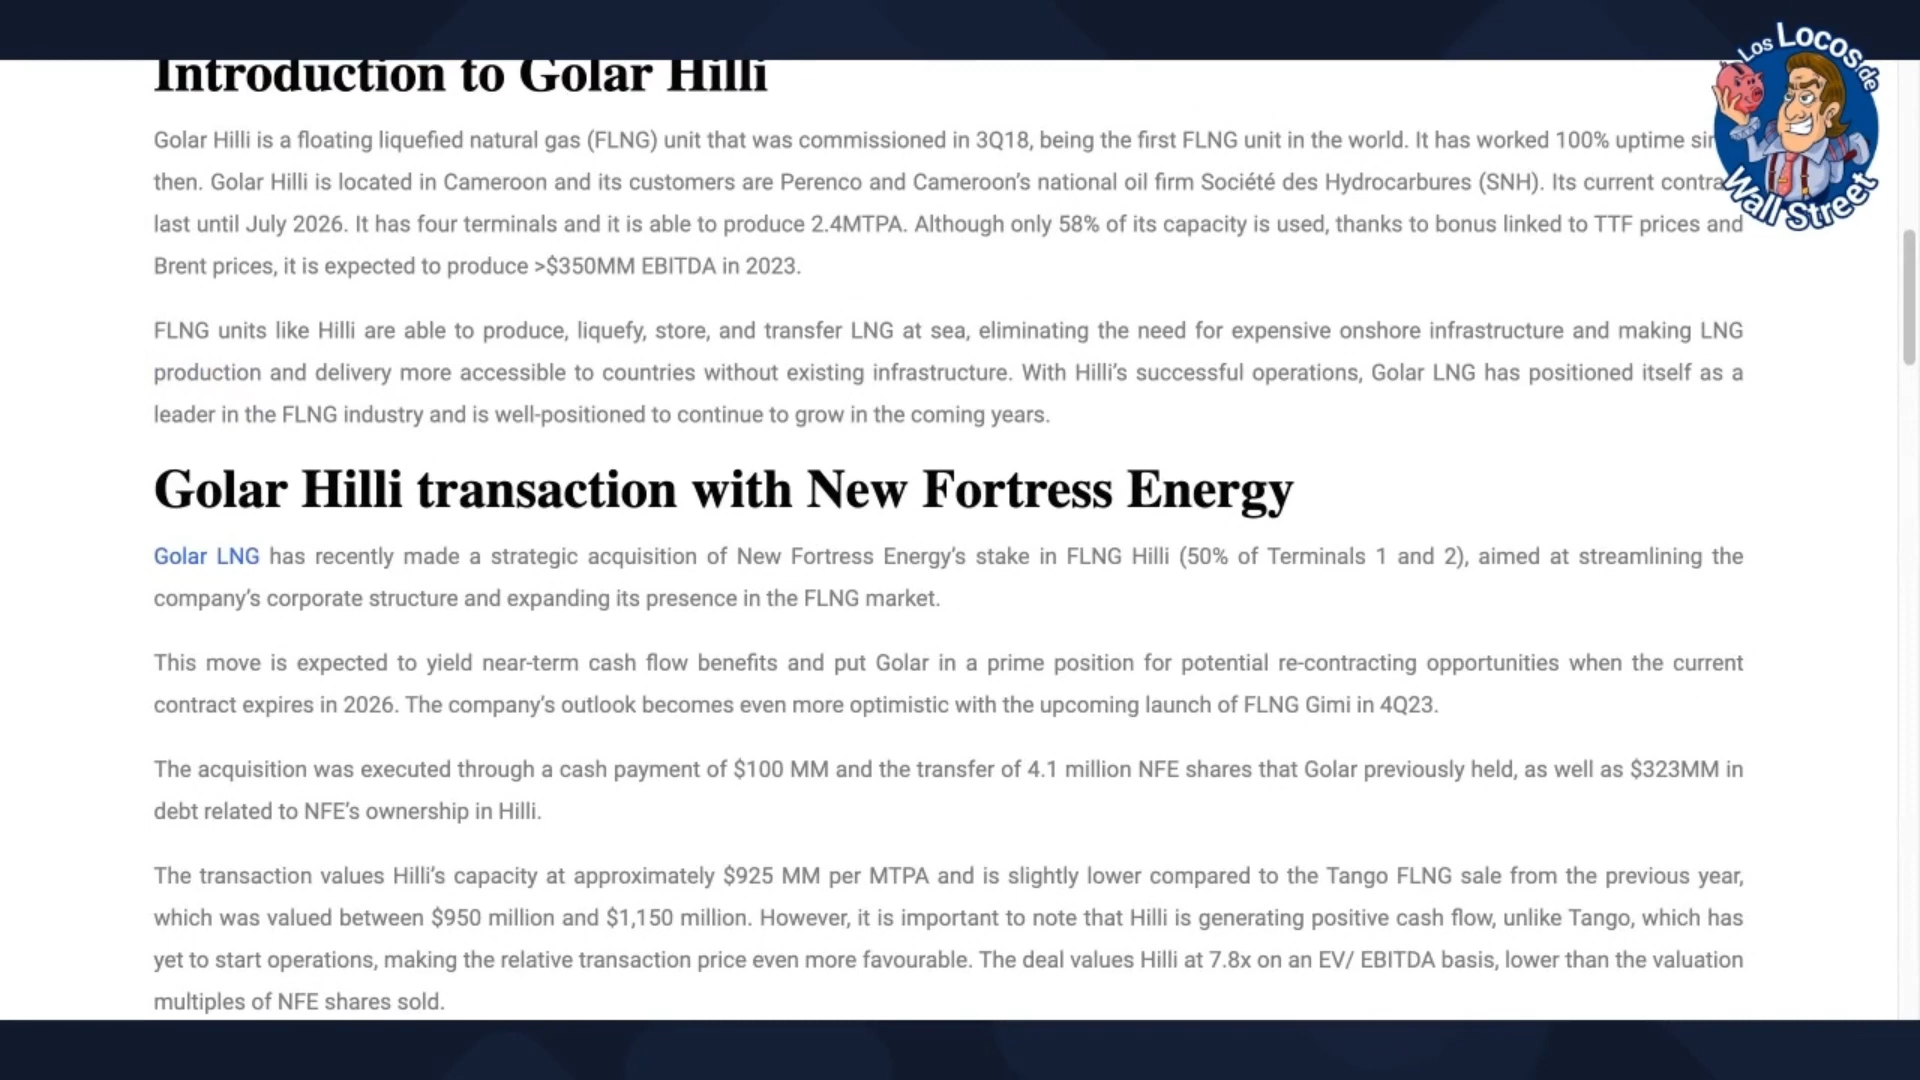 Introduction to Golar Hilli
Golar Hilli is a floating liquefied natural gas (FLNG) unit that was commissioned in 3Q18, being the first FLNG unit in the world. It has worked 100% uptime
then. Golar Hilli is located in Cameroon and its customers are Perenco and Cameroon's national oil firm Société des Hydrocarbures (SNH). Its current
last until July 2026. It has four terminals and it is able to produce 2.4MTPA. Although only 58% of its capacity is used, thanks to bonus linked to TTF prices and
Brent prices, it is expected to produce >$350MM EBITDA in 2023.
FLNG units like Hilli are able to produce, liquefy, store, and transfer LNG at sea, eliminating the need for expensive onshore infrastructure and making LNG
production and delivery more accessible to countries without existing infrastructure. With Hilli's successful operations, Golar LNG has positioned itself as a
leader in the FLNG industry and is well-positioned to continue to grow in the coming years.
Golar Hilli transaction with New Fortress Energy
Golar LNG has recently made a strategic acquisition of New Fortress Energy's stake in FLNG Hilli (50% of Terminals 1 and 2), aimed at streamlining the
company's corporate structure and expanding its presence in the FLNG market.
This move is expected to yield near-term cash flow benefits and put Golar in a prime position for potential re-contracting opportunities when the current
contract expires in 2026. The company's outlook becomes even more optimistic with the upcoming launch of FLNG Gimi in 4Q23.
The acquisition was executed through a cash payment of $100 MM and the transfer of 4.1 million NFE shares that Golar previously held, as well as $323MM in
debt related to NFE's ownership in Hilli.
The transaction values Hilli's capacity at approximately $925 MM per MTPA and is slightly lower compared to the Tango FLNG sale from the previous year,
which was valued between $950 million and $1,150 million. However, it is important to note that Hilli is generating positive cash flow, unlike Tango, which has
yet to start operations, making the relative transaction price even more favourable. The deal values Hilli at 7.8x on an EV/ EBITDA basis, lower than the valuation
multiples of NFE shares sold.
Los Locos de
Wall Street